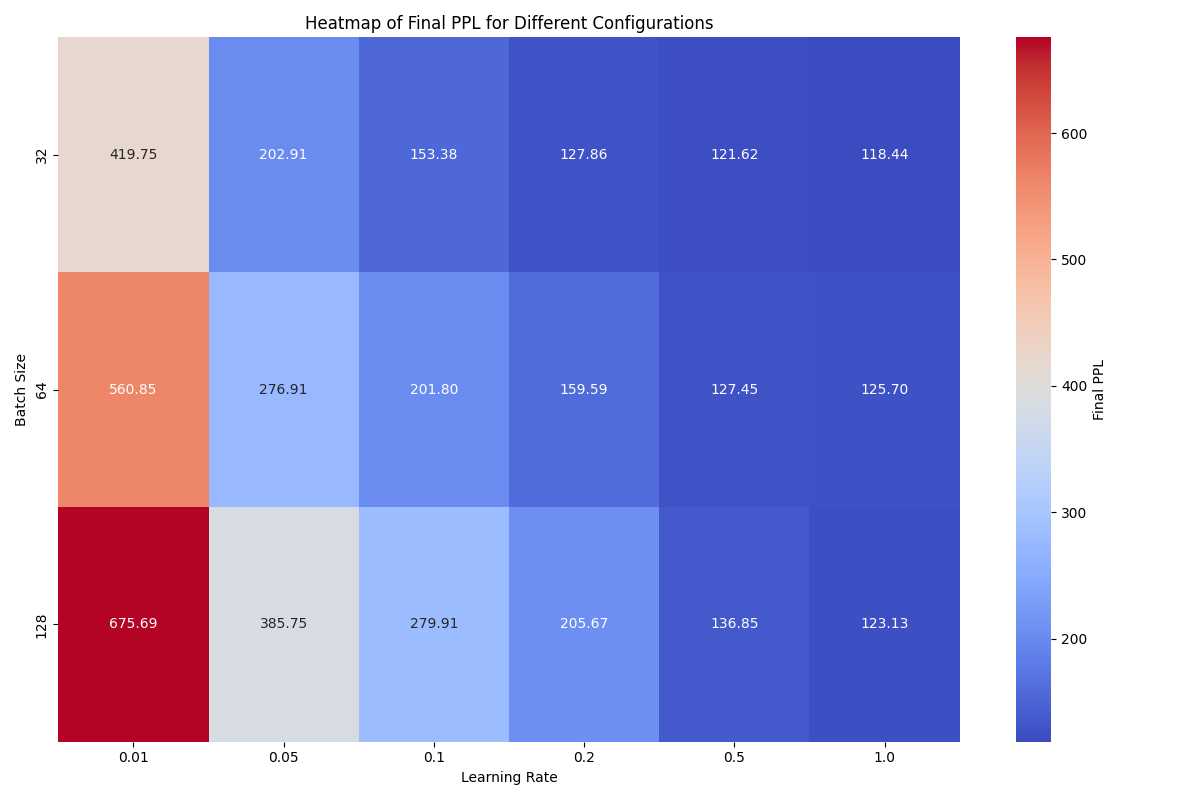 Heatmap of Final PPL for Different Configurations
Batch Size
32
419.75 202.91 153.38 127.86 121.62 118.44
64
560.85 276.91 201.80 159.59 127.45 125.70
128
675.69 385.75 279.91 205.67 136.85 123.13
0.01 0.05 0.1 0.2 0.5 1.0
Learning Rate
600
500
400
300
200
Final PPL